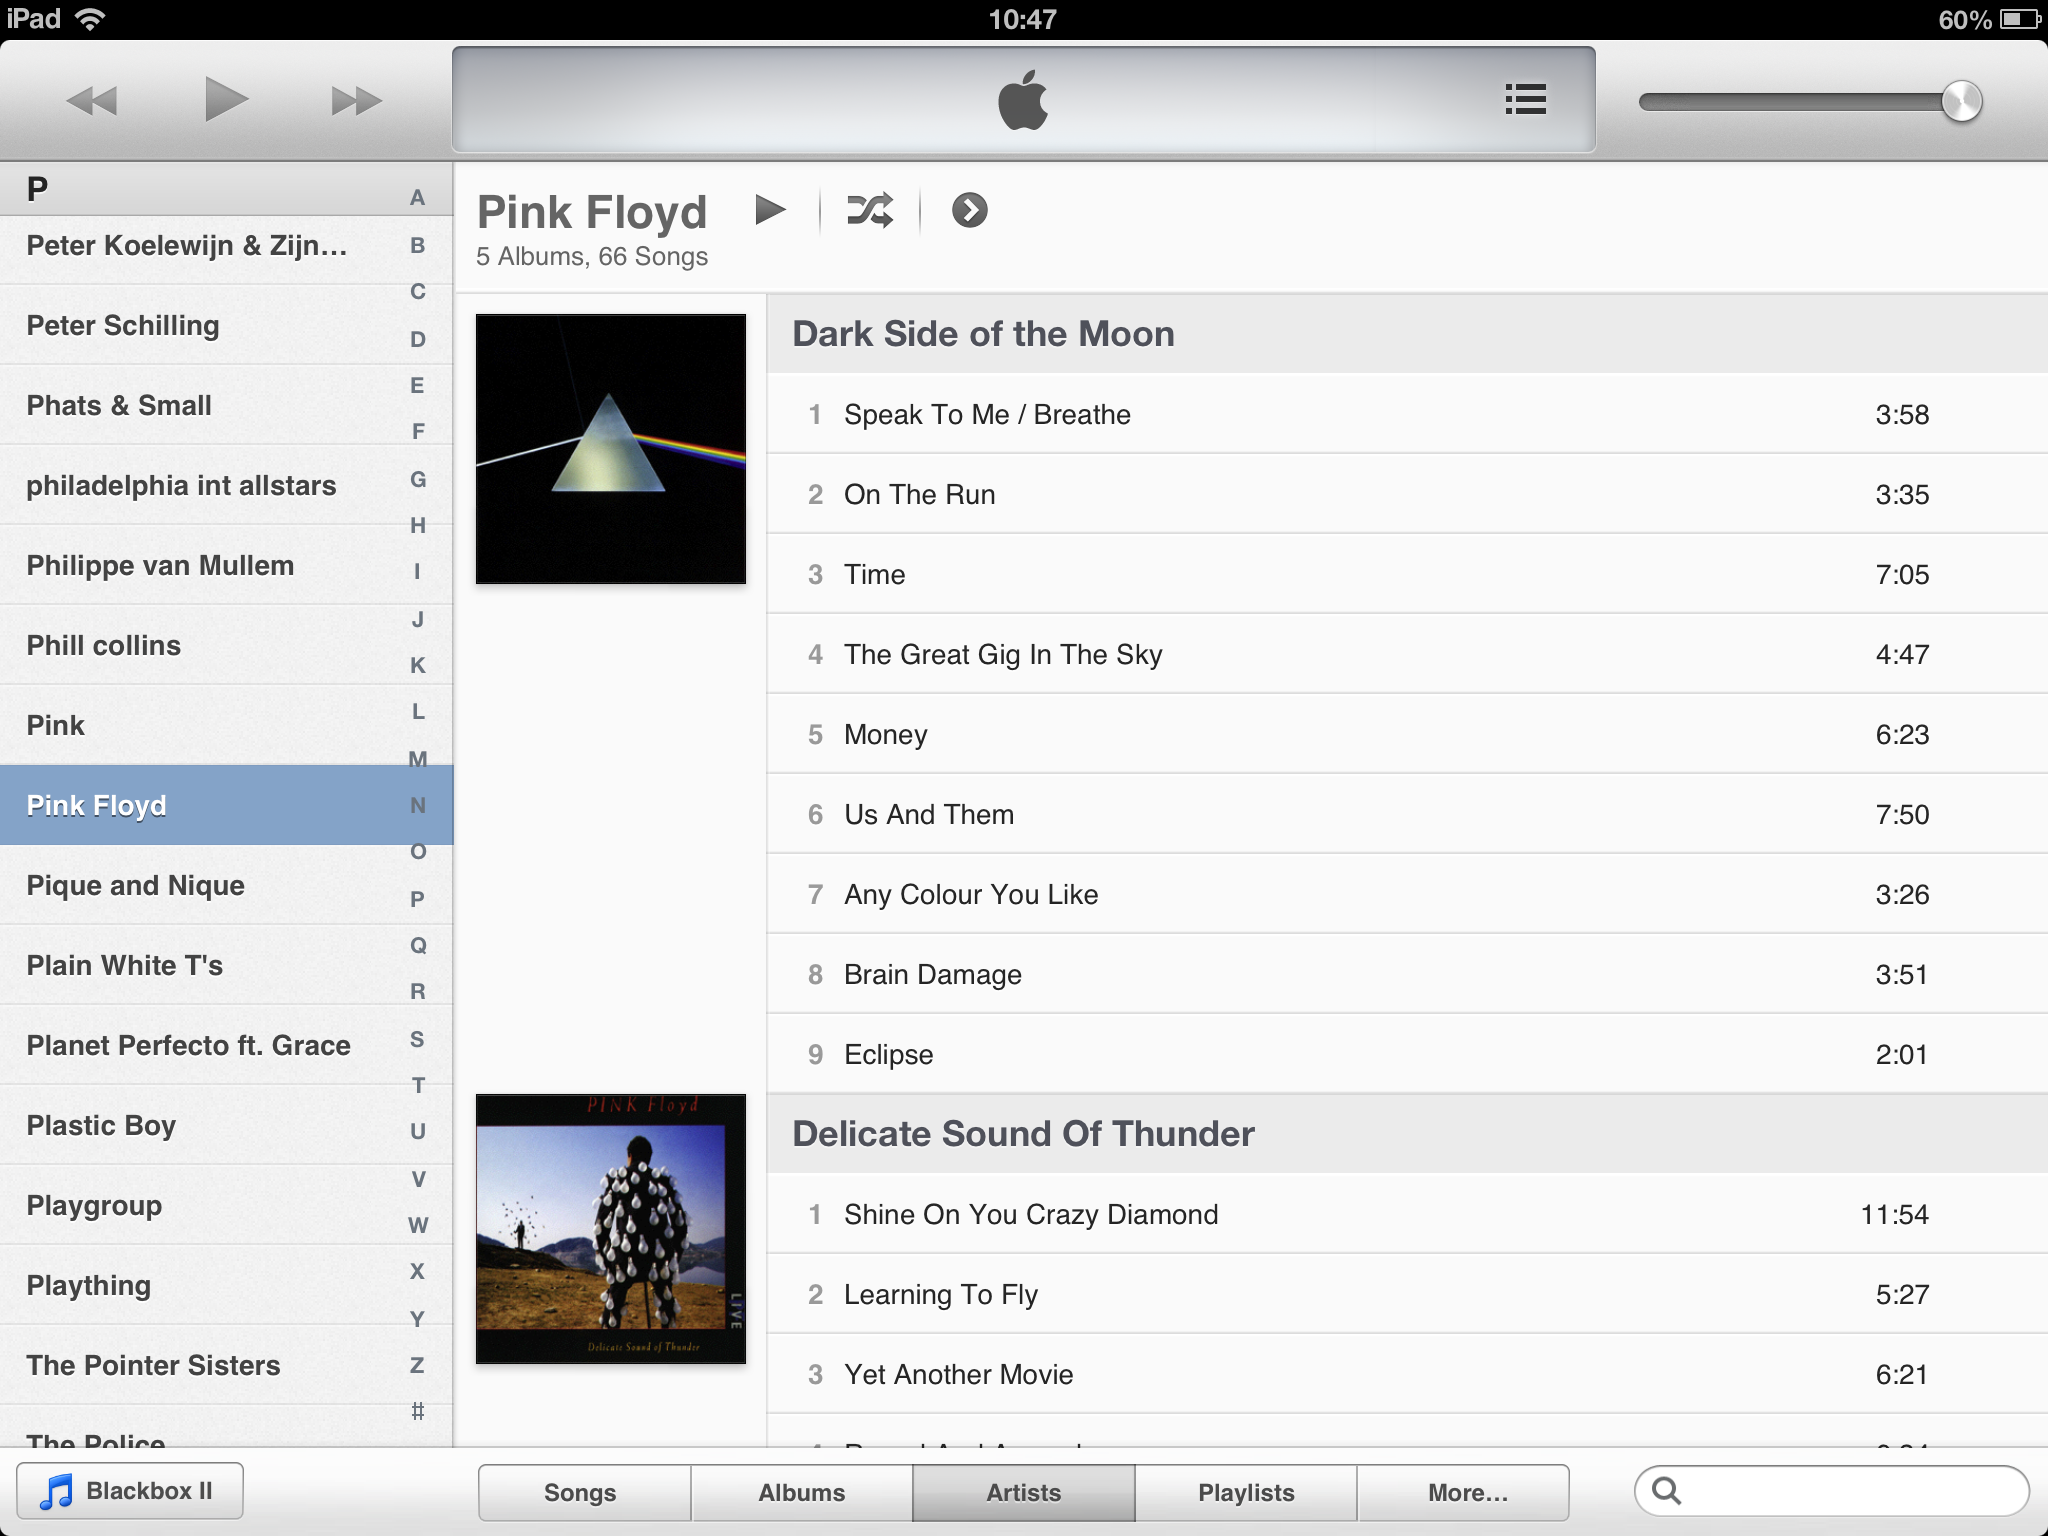 iPad 10:47 60%
P
Peter Koelewijn & Zijn...
Peter Schilling
Phats & Small
philadelphia int allstars
Philippe van Mullem
Phill collins
Pink
Pink Floyd
Pique and Nique
Plain White T's
Planet Perfecto ft. Grace
Plastic Boy
Playgroup
Plaything
The Pointer Sisters
The Police
A
B
C
D
E
F
G
H
I
J
K
L
M
N
O
P
Q
R
S
T
U
V
W
X
Y
Z
#
Pink Floyd
5 Albums, 66 Songs
Dark Side of the Moon
1 Speak To Me / Breathe 3:58
2 On The Run 3:35
3 Time 7:05
4 The Great Gig In The Sky 4:47
5 Money 6:23
6 Us And Them 7:50
7 Any Colour You Like 3:26
8 Brain Damage 3:51
9 Eclipse 2:01
PINK Floyd
LIVE
Delicate Sound of Thunder
Delicate Sound Of Thunder
1 Shine On You Crazy Diamond 11:54
2 Learning To Fly 5:27
3 Yet Another Movie 6:21
Blackbox II
Songs Albums Artists Playlists More...